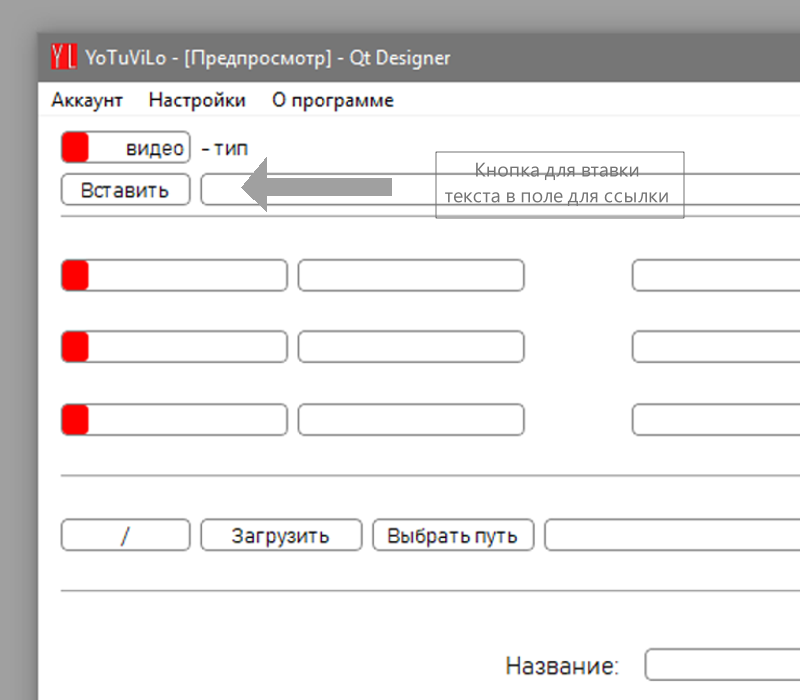 YL YoTuViLo - [Предпросмотр] - Qt Designer
Аккаунт Настройки О программе
видео - тип
Вставить
Кнопка для втавки
текста в поле для ссылки
/ Загрузить Выбрать путь
Название: